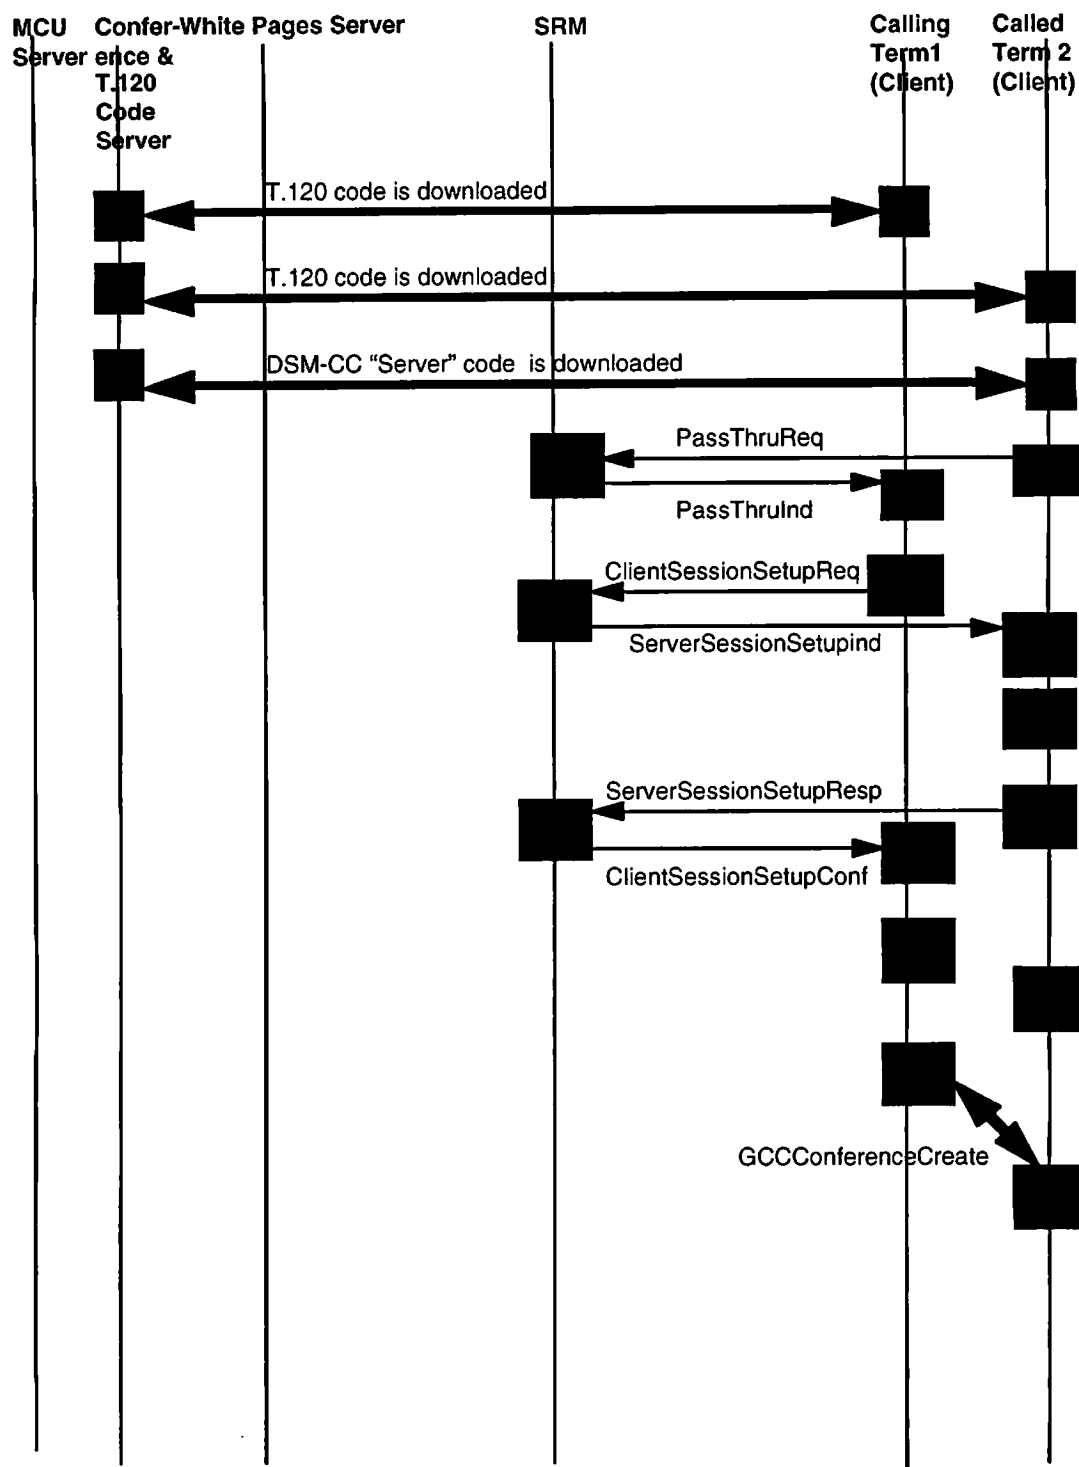 MCU Confer-White Pages Server SRM Calling Called
Server ence & Term1 Term 2
T.120 (Client) (Client)
Code
Server
T.120 code is downloaded
T.120 code is downloaded
DSM-CC “Server” code is downloaded
PassThruReq
PassThruInd
ClientSessionSetupReq
ServerSessionSetupind
ServerSessionSetupResp
ClientSessionSetupConf
GCCConferenceCreate